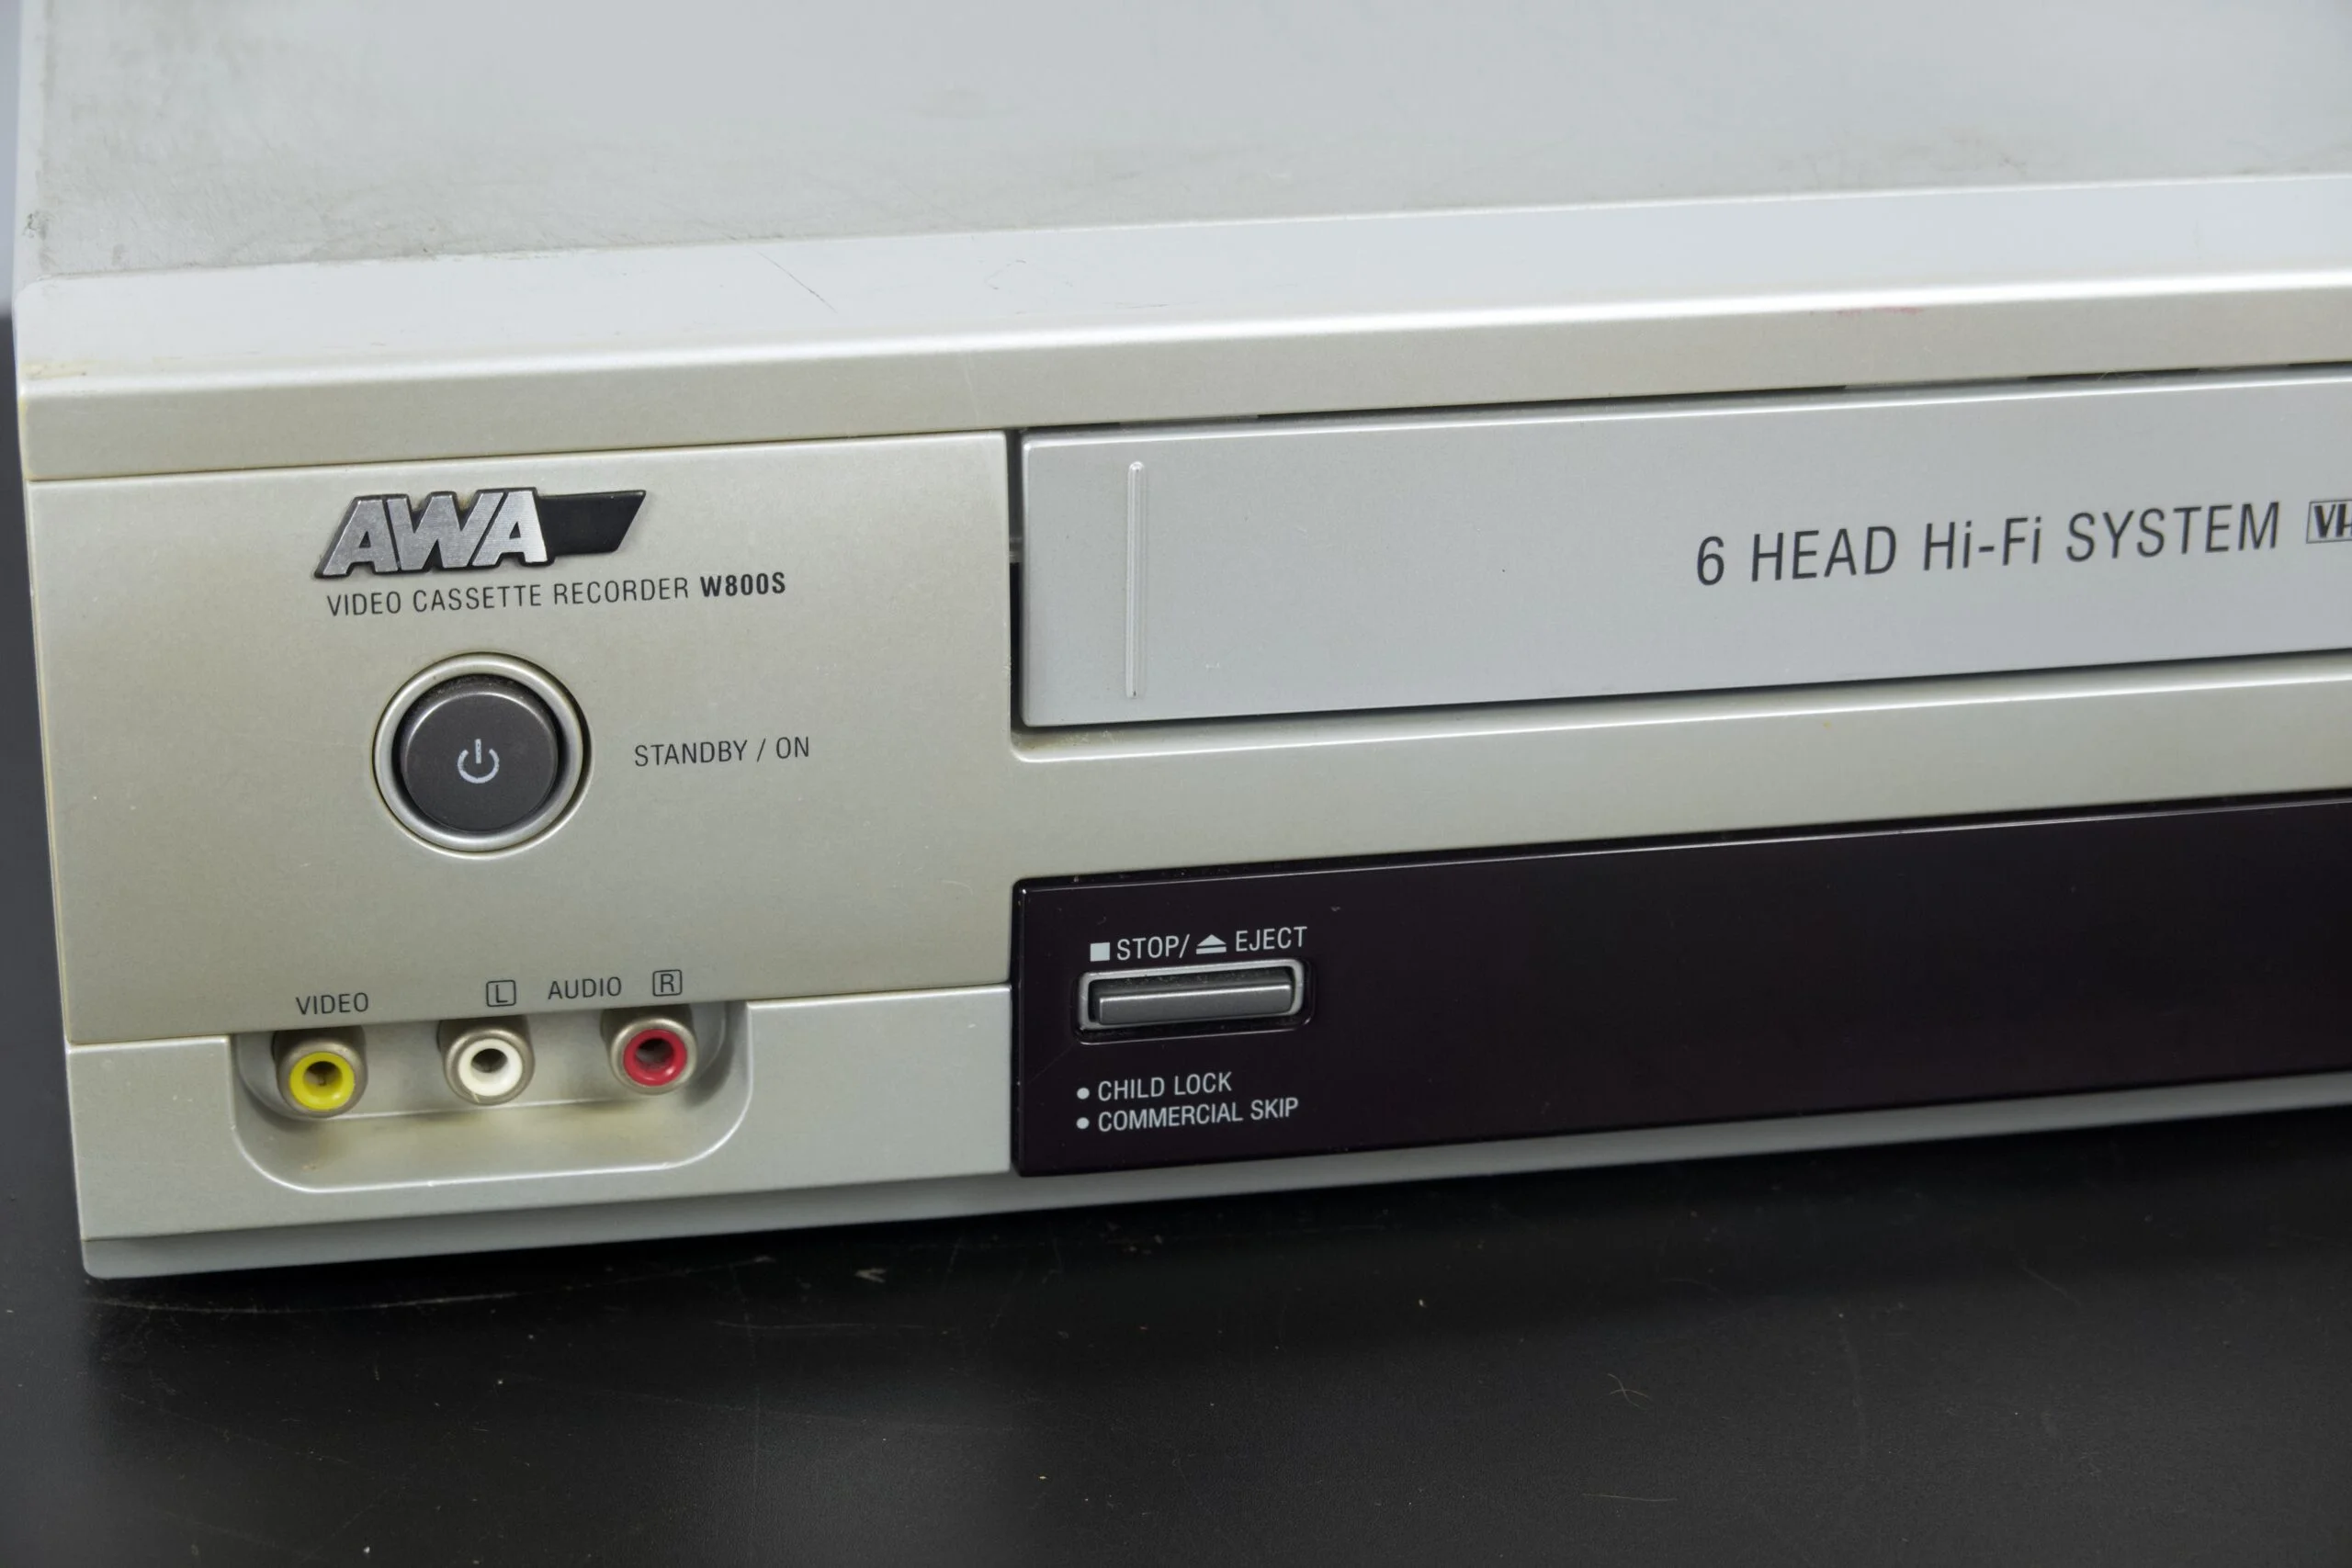 AWA
VIDEO CASSETTE RECORDER W800S
STANDBY / ON
6 HEAD Hi-Fi SYSTEM
VIDEO L AUDIO R
STOP/ EJECT
• CHILD LOCK
• COMMERCIAL SKIP